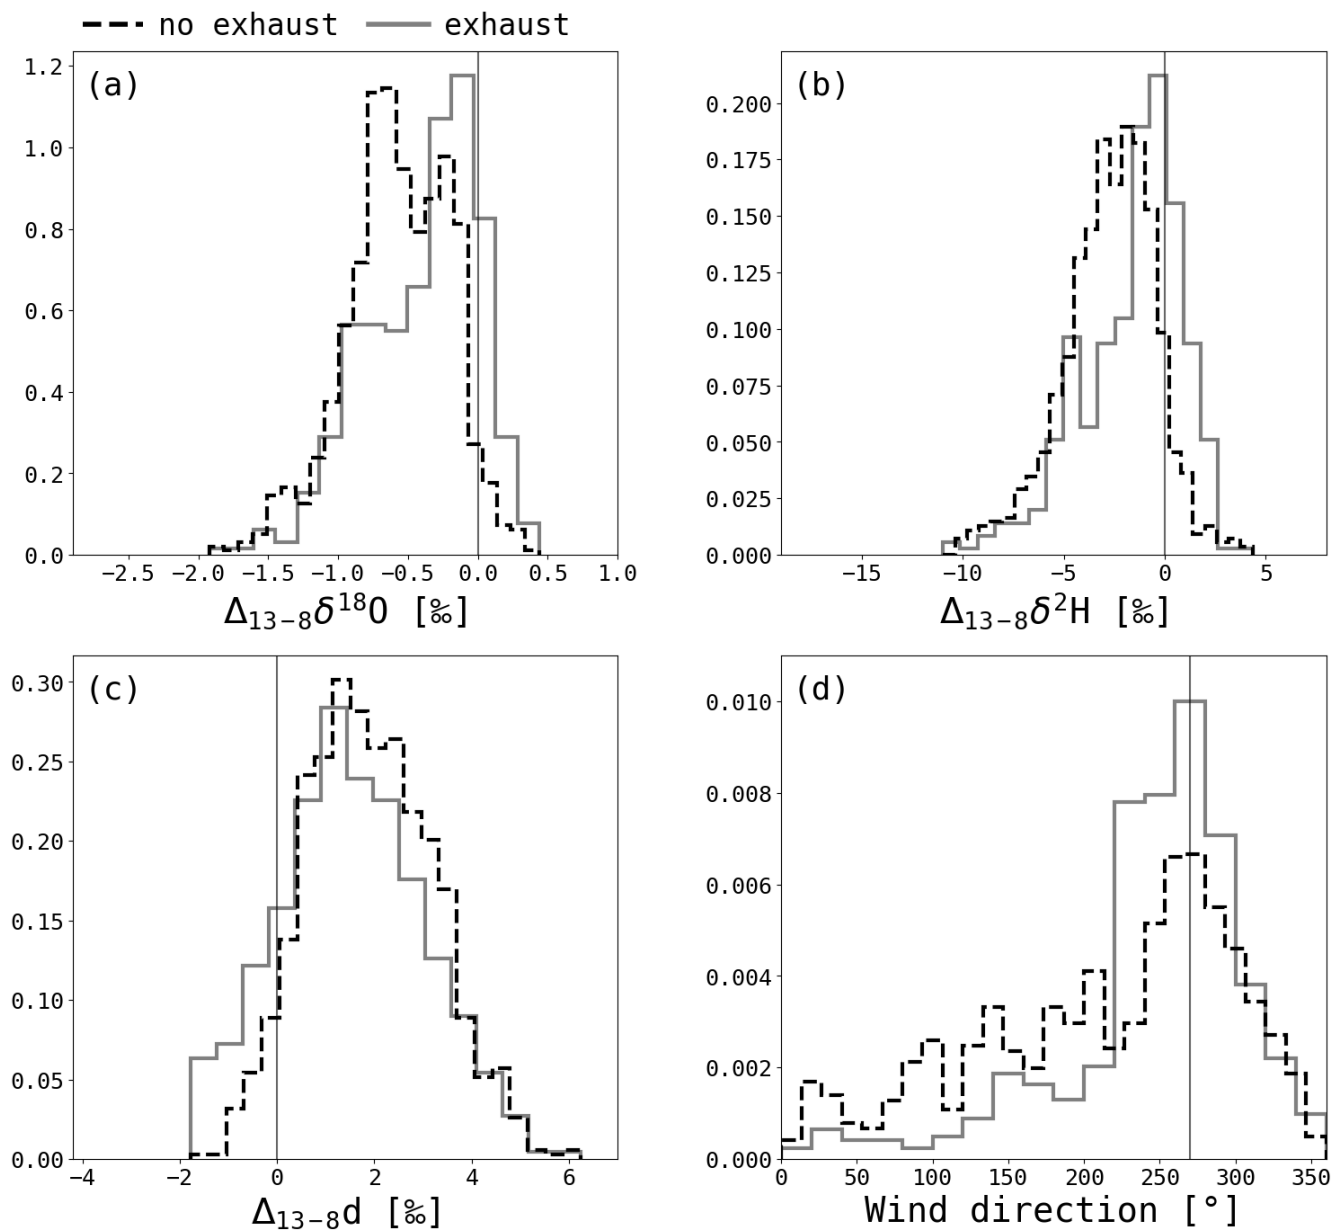 no exhaust exhaust
(a)
1.2
1.0
0.8
0.6
0.4
0.2
0.0
−2.5 −2.0 −1.5 −1.0 −0.5 0.0 0.5 1.0
Δ₁₃₋₈δ¹⁸O [‰]
(b)
0.200
0.175
0.150
0.125
0.100
0.075
0.050
0.025
0.000
−15 −10 −5 0 5
Δ₁₃₋₈δ²H [‰]
(c)
0.30
0.25
0.20
0.15
0.10
0.05
0.00
−4 −2 0 2 4 6
Δ₁₃₋₈d [‰]
(d)
0.010
0.008
0.006
0.004
0.002
0.000
0 50 100 150 200 250 300 350
Wind direction [°]